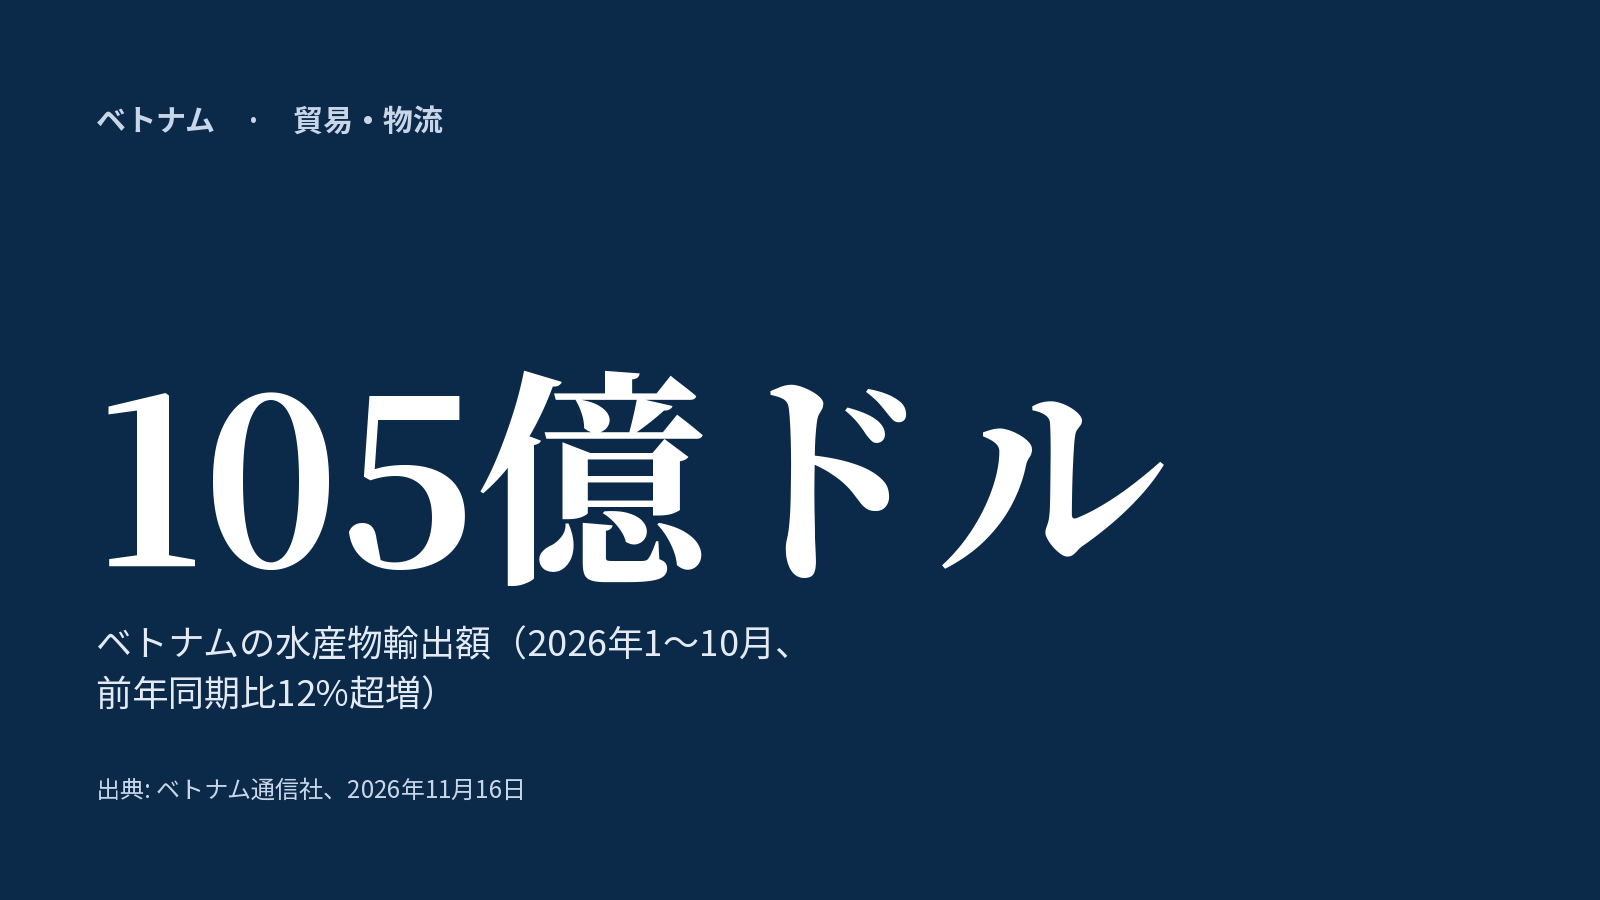 ベトナム · 貿易・物流
105億ドル
ベトナムの水産物輸出額（2026年1～10月、
前年同期比12%超増）
出典: ベトナム通信社、2026年11月16日